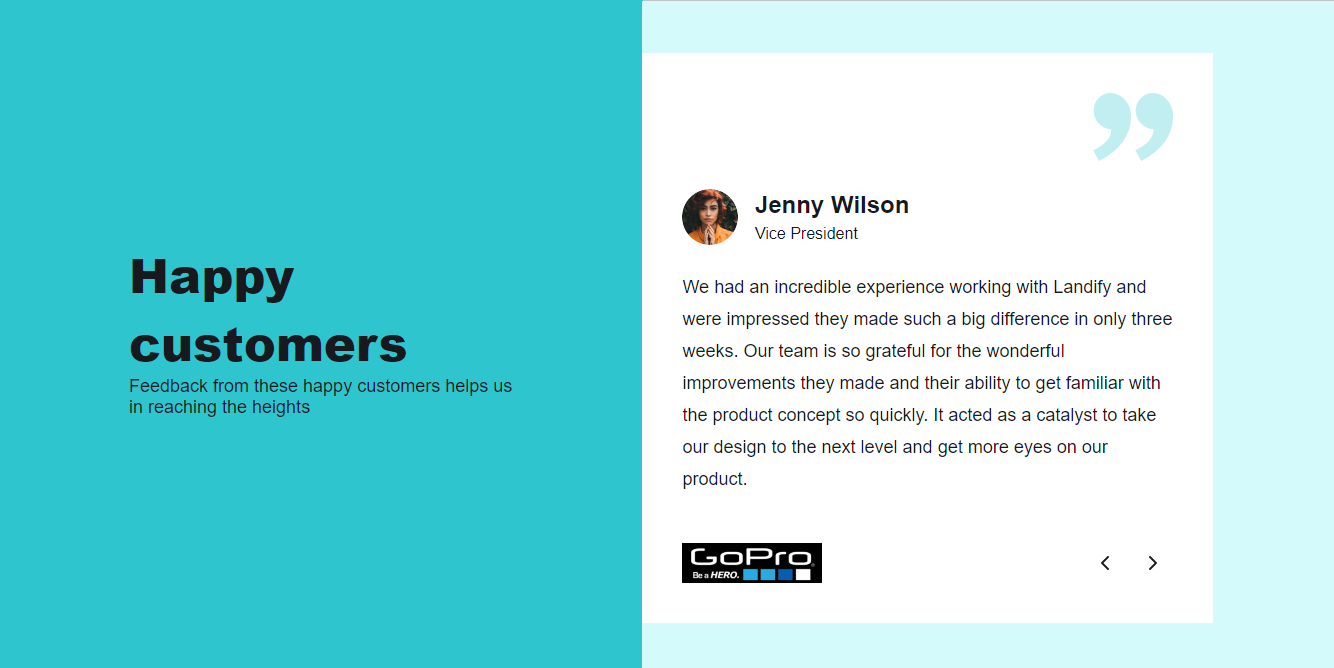 Happy
customers
Feedback from these happy customers helps us
in reaching the heights
”
Jenny Wilson
Vice President
We had an incredible experience working with Landify and
were impressed they made such a big difference in only three
weeks. Our team is so grateful for the wonderful
improvements they made and their ability to get familiar with
the product concept so quickly. It acted as a catalyst to take
our design to the next level and get more eyes on our
product.
GoPro®
Be a HERO.